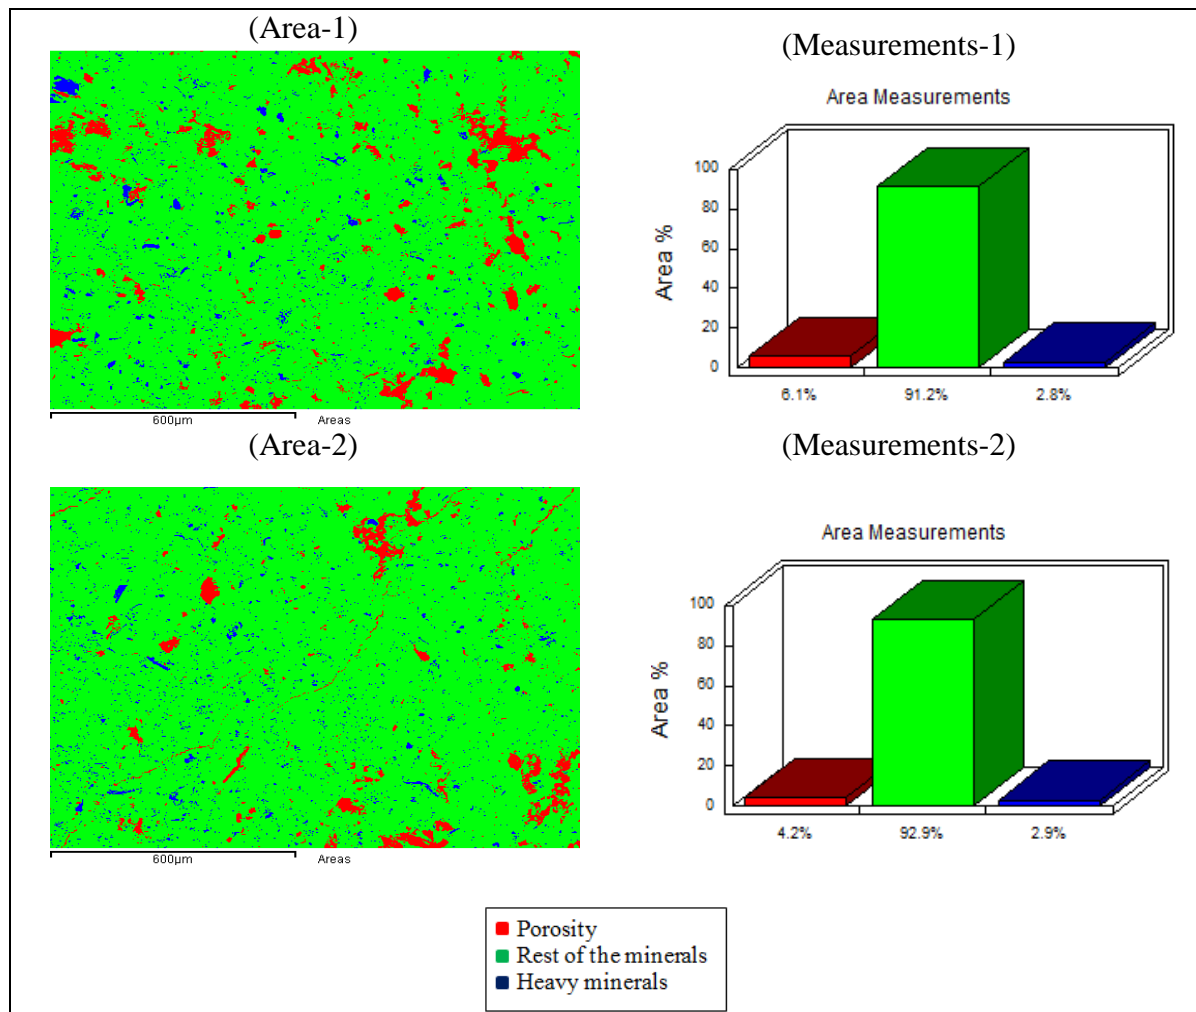 (Area-1)
(Measurements-1)
Area Measurements
Area %
100
80
60
40
20
0
6.1%
91.2%
2.8%
600µm
Areas
(Area-2)
(Measurements-2)
Area Measurements
Area %
100
80
60
40
20
0
4.2%
92.9%
2.9%
600µm
Areas
Porosity
Rest of the minerals
Heavy minerals